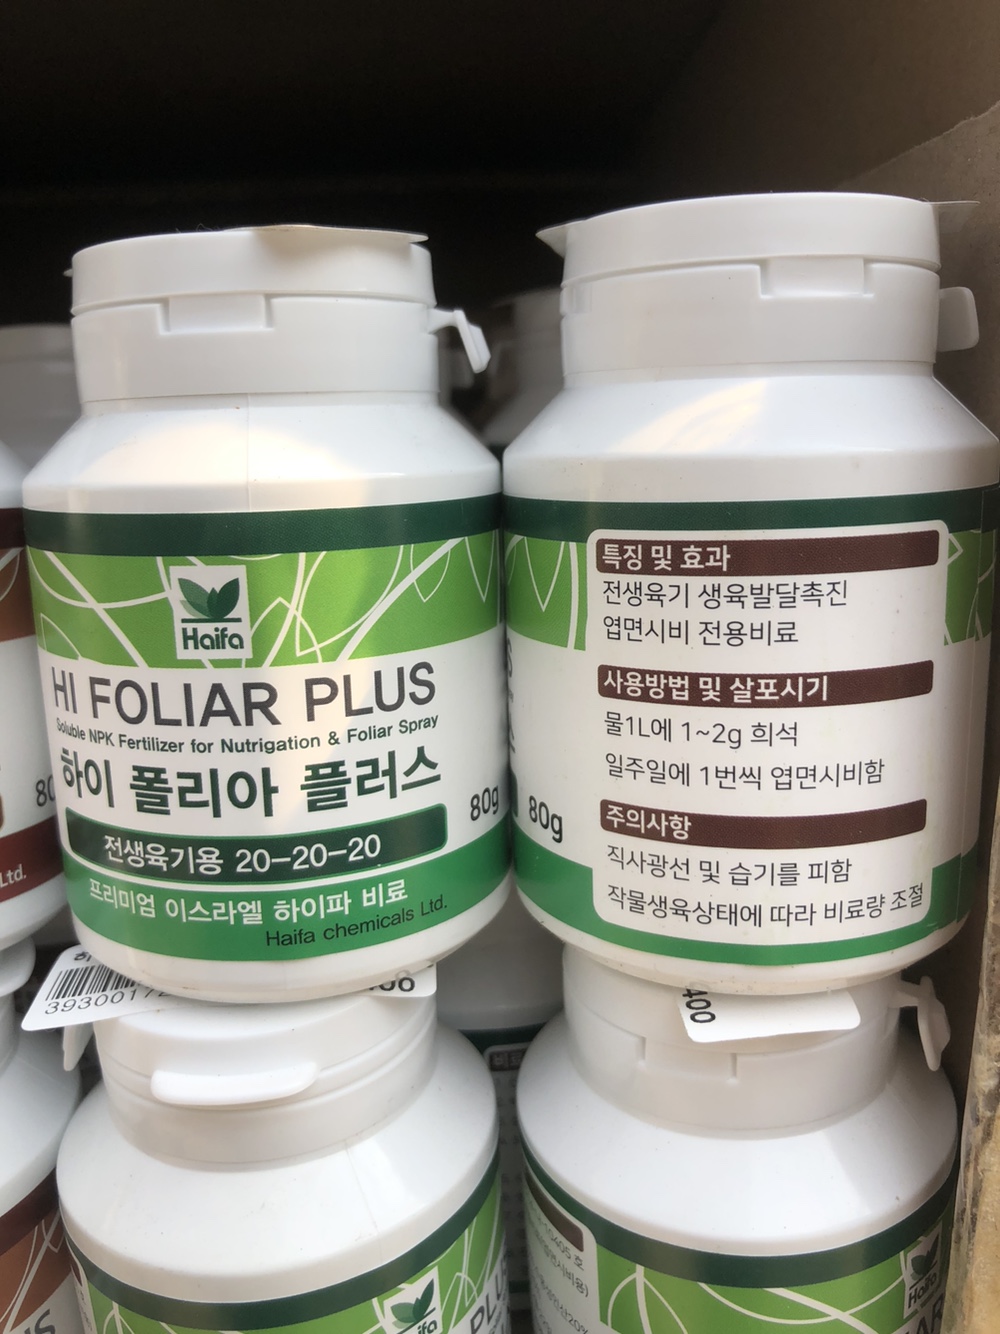 Haifa
HI FOLIAR PLUS
Soluble NPK Fertilizer for Nutrigation & Foliar Spray
하이 폴리아 플러스
80g
전생육기용 20-20-20
프리미엄 이스라엘 하이파 비료
Haifa chemicals Ltd.
특징 및 효과
전생육기 생육발달촉진
엽면시비 전용비료
사용방법 및 살포시기
물1L에 1~2g 희석
일주일에 1번씩 엽면시비함
80g
주의사항
직사광선 및 습기를 피함
작물생육상태에 따라 비료량 조절
80
Ltd.
400
Haifa